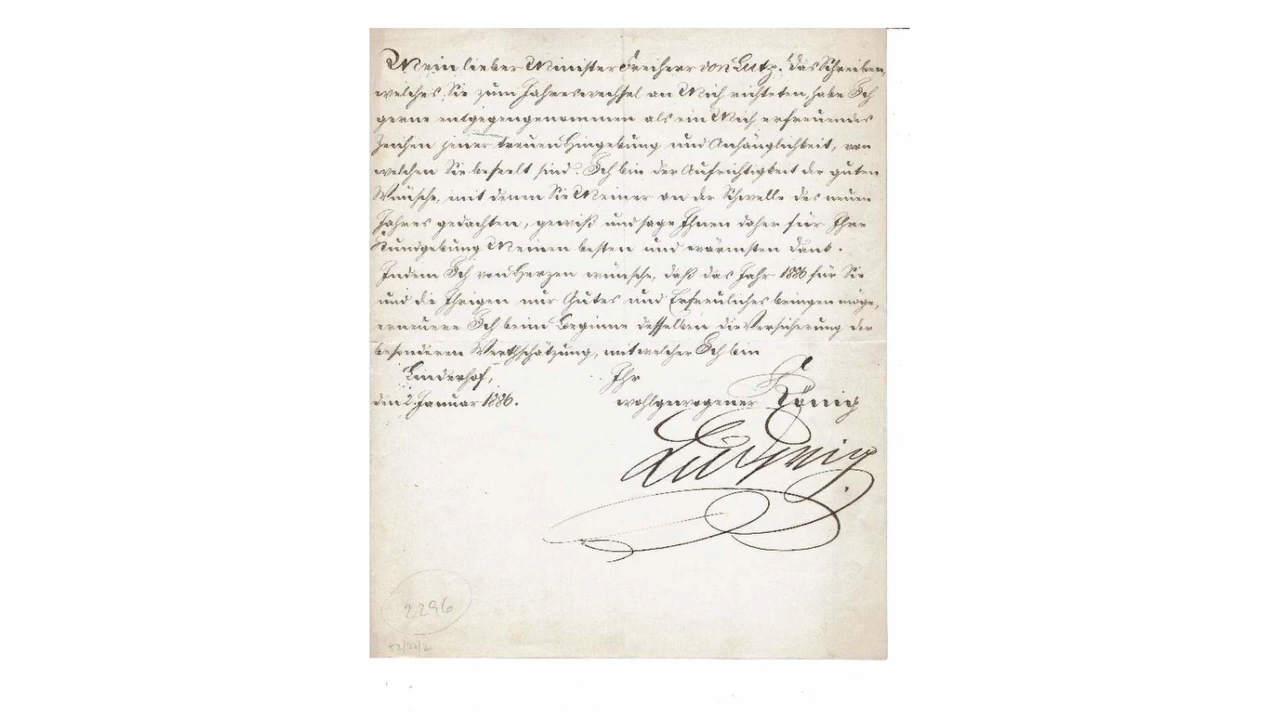 Mein lieber Minister Freiherr von Lutz! Das Schreiben,
welches Sie zum Jahreswechsel an Mich richteten, habe Ich
gerne entgegengenommen als ein Mich erfreuendes
Zeichen jener treuen Hingebung und Anhänglichkeit, von
welchen Sie beseelt sind. Ich bin der Aufrichtigkeit der guten
Wünsche, mit denen Sie Meiner an der Schwelle des neuen
Jahres gedachten, gewiß und sage Ihnen daher für Ihre
Kundgebung Meinen besten und wärmsten Dank.
Indem Ich von Herzen wünsche, daß das Jahr 1886 für Sie
und die Ihrigen nur Gutes und Erfreuliches bringen möge,
erneuere Ich beim Beginne desselben die Versicherung der
besonderen Werthschätzung, mit welcher Ich bin
Linderhof, Ihr
den 2. Januar 1886. wohlgewogener König
Ludwig.
2296